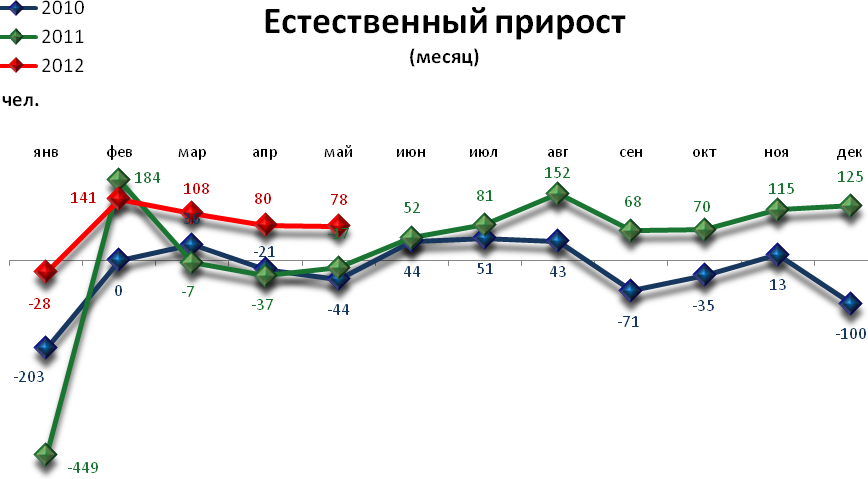 2010
2011
2012
Естественный прирост
(месяц)
чел.
янв фев мар апр май июн июл авг сен окт ноя дек
141 184 108 80 78 52 81 152 68 70 115 125
-21
-28 0 -7 -37 -44 44 51 43 -71 -35 13 -100
-203
-449